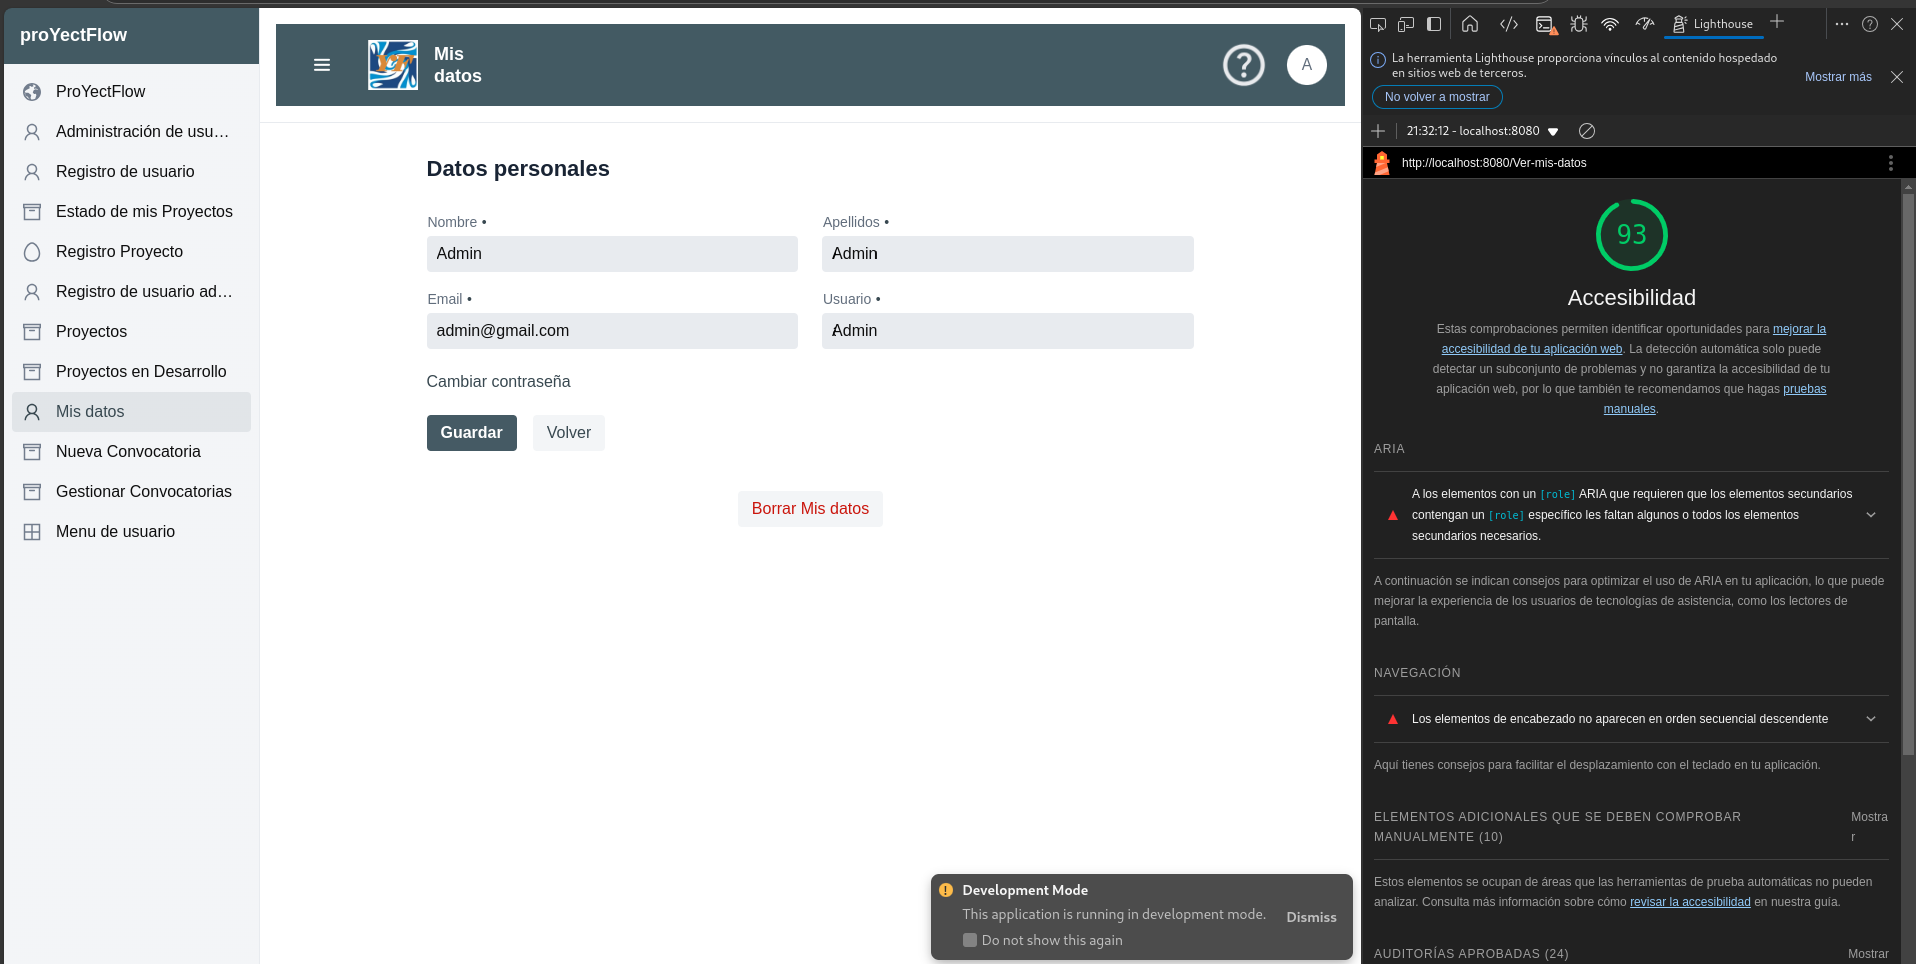 proYectFlow
ProYectFlow
Administración de usu…
Registro de usuario
Estado de mis Proyectos
Registro Proyecto
Registro de usuario ad…
Proyectos
Proyectos en Desarrollo
Mis datos
Nueva Convocatoria
Gestionar Convocatorias
Menu de usuario
YF
Mis
datos
?
A
Datos personales
Nombre •
Apellidos •
Admin
Admin
Email •
Usuario •
admin@gmail.com
Admin
Cambiar contraseña
Guardar
Volver
Borrar Mis datos
Development Mode
This application is running in development mode.
Dismiss
Do not show this again
Lighthouse
La herramienta Lighthouse proporciona vínculos al contenido hospedado
en sitios web de terceros.
Mostrar más
No volver a mostrar
21:32:12 - localhost:8080
http://localhost:8080/Ver-mis-datos
93
Accesibilidad
Estas comprobaciones permiten identificar oportunidades para mejorar la
accesibilidad de tu aplicación web. La detección automática solo puede
detectar un subconjunto de problemas y no garantiza la accesibilidad de tu
aplicación web, por lo que también te recomendamos que hagas pruebas
manuales.
ARIA
A los elementos con un [role] ARIA que requieren que los elementos secundarios
contengan un [role] específico les faltan algunos o todos los elementos
secundarios necesarios.
A continuación se indican consejos para optimizar el uso de ARIA en tu aplicación, lo que puede
mejorar la experiencia de los usuarios de tecnologías de asistencia, como los lectores de
pantalla.
NAVEGACIÓN
Los elementos de encabezado no aparecen en orden secuencial descendente
Aquí tienes consejos para facilitar el desplazamiento con el teclado en tu aplicación.
ELEMENTOS ADICIONALES QUE SE DEBEN COMPROBAR
MANUALMENTE (10)
Mostra
r
Estos elementos se ocupan de áreas que las herramientas de prueba automáticas no pueden
analizar. Consulta más información sobre cómo revisar la accesibilidad en nuestra guía.
AUDITORÍAS APROBADAS (24)
Mostrar